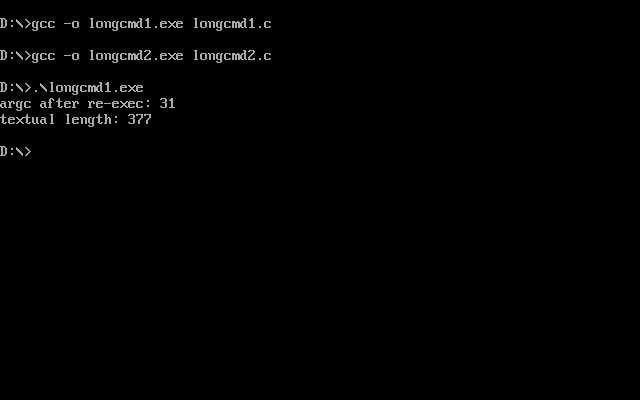 D:\>gcc -o longcmd1.exe longcmd1.c
D:\>gcc -o longcmd2.exe longcmd2.c
D:\>.\longcmd1.exe
argc after re-exec: 31
textual length: 377
D:\>